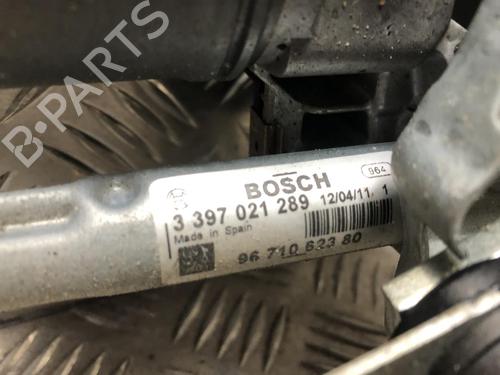 B-PARTS
BOSCH
964
3 397 021 289 12/04/11. 1
Made in Spain
96 710 623 80